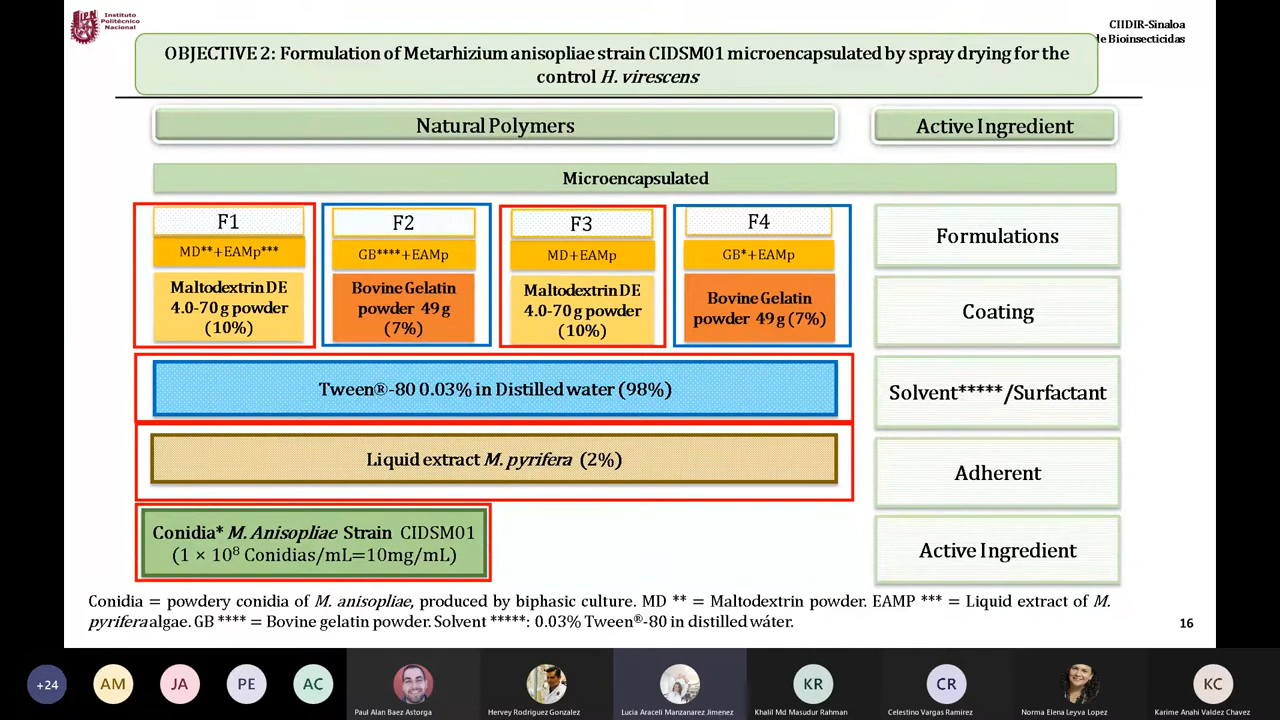 Instituto
Politécnico
Nacional
CIIDIR-Sinaloa
de Bioinsecticidas
OBJECTIVE 2: Formulation of Metarhizium anisopliae strain CIDSM01 microencapsulated by spray drying for the
control H. virescens
Natural Polymers
Active Ingredient
Microencapsulated
F1
F2
F3
F4
Formulations
MD**+EAMp***
GB****+EAMp
MD+EAMp
GB*+EAMp
Maltodextrin DE
4.0-70 g powder
(10%)
Bovine Gelatin
powder 49 g
(7%)
Maltodextrin DE
4.0-70 g powder
(10%)
Bovine Gelatin
powder 49 g (7%)
Coating
Tween®-80 0.03% in Distilled water (98%)
Solvent*****/Surfactant
Liquid extract M. pyrifera (2%)
Adherent
Conidia* M. Anisopliae Strain CIDSM01
(1 × 10⁸ Conidias/mL=10mg/mL)
Active Ingredient
Conidia = powdery conidia of M. anisopliae, produced by biphasic culture. MD ** = Maltodextrin powder. EAMP *** = Liquid extract of M.
pyrifera algae. GB **** = Bovine gelatin powder. Solvent *****: 0.03% Tween®-80 in distilled wáter.
16
+24
AM
JA
PE
AC
KR
CR
KC
Paul Alan Baez Astorga
Hervey Rodriguez Gonzalez
Lucia Araceli Manzanarez Jimenez
Khalil Md Masudur Rahman
Celestino Vargas Ramirez
Norma Elena Leyva Lopez
Karime Anahi Valdez Chavez